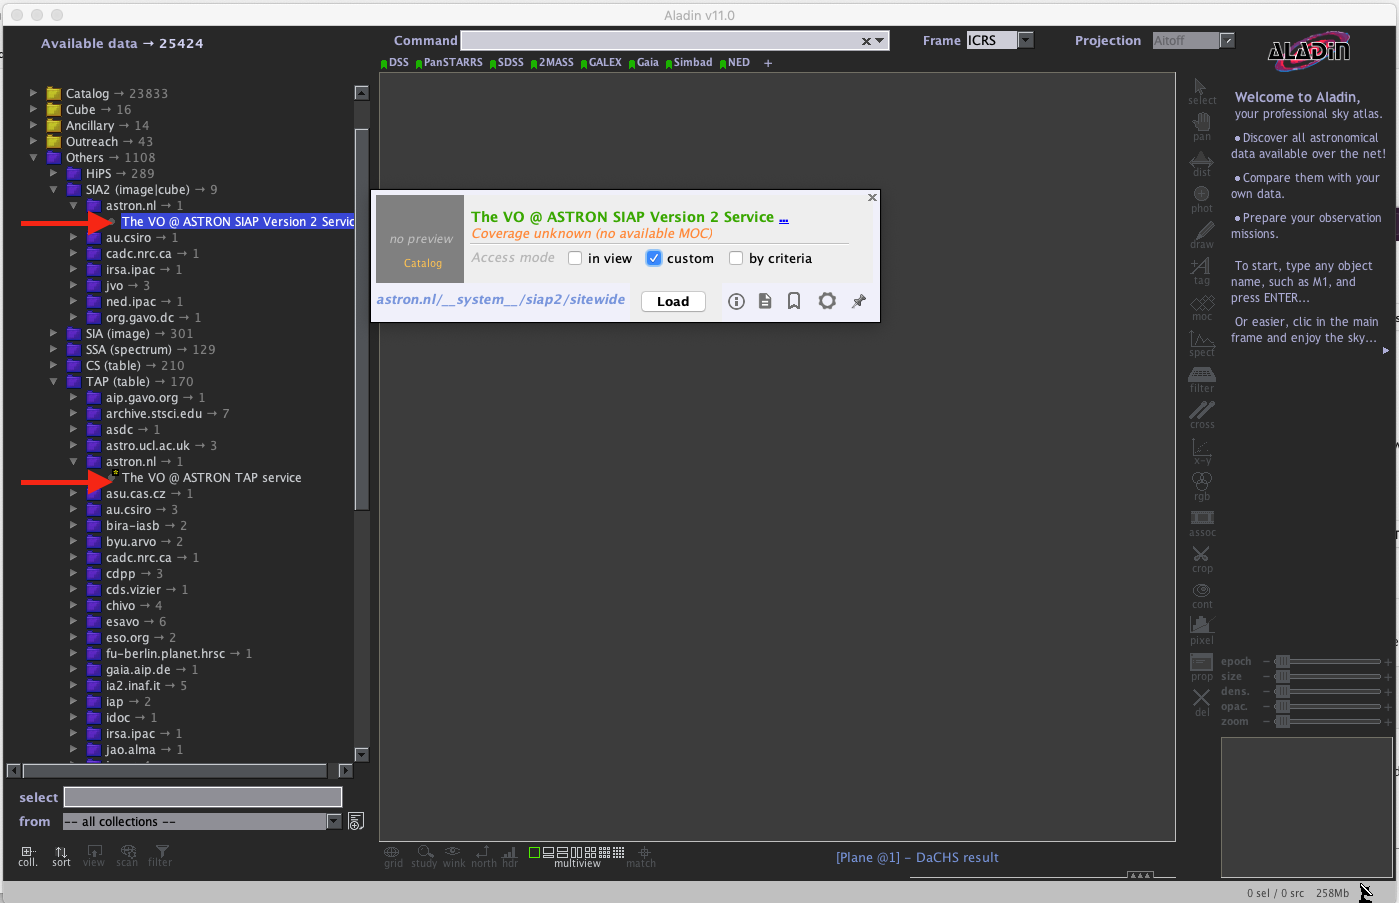 Aladin v11.0
Available data → 25424
Command
Frame ICRS
Projection Aitoff
ALADIN
DSS PanSTARRS SDSS 2MASS GALEX Gaia Simbad NED +
Catalog → 23833
Cube → 16
Ancillary → 14
Outreach → 43
Others → 1108
HiPS → 289
SIA2 (image|cube) → 9
astron.nl → 1
The VO @ ASTRON SIAP Version 2 Servic
au.csiro → 1
cadc.nrc.ca → 1
irsa.ipac → 1
jvo → 3
ned.ipac → 1
org.gavo.dc → 1
SIA (image) → 301
SSA (spectrum) → 129
CS (table) → 210
TAP (table) → 170
aip.gavo.org → 1
archive.stsci.edu → 7
asdc → 1
astro.ucl.ac.uk → 3
astron.nl → 1
The VO @ ASTRON TAP service
asu.cas.cz → 1
au.csiro → 3
bira-iasb → 2
byu.arvo → 2
cadc.nrc.ca → 1
cdpp → 3
cds.vizier → 1
chivo → 4
esavo → 6
eso.org → 2
fu-berlin.planet.hrsc → 1
gaia.aip.de → 1
ia2.inaf.it → 5
iap → 2
idoc → 1
irsa.ipac → 1
jao.alma → 1
select
from -- all collections --
coll. sort view scan filter
no preview
Catalog
The VO @ ASTRON SIAP Version 2 Service ...
Coverage unknown (no available MOC)
Access mode in view custom by criteria
astron.nl/__system__/siap2/sitewide
Load
grid study wink north hdr multiview match
[Plane @1] - DaCHS result
select
pan
dist
phot
draw
tag
moc
spect
filter
cross
x-y
rgb
assoc
crop
cont
pixel
prop
del
Welcome to Aladin,
your professional sky atlas.
• Discover all astronomical
data available over the net!
• Compare them with your
own data.
• Prepare your observation
missions.
To start, type any object
name, such as M1, and
press ENTER...
Or easier, clic in the main
frame and enjoy the sky...
epoch
size
dens.
opac.
zoom
0 sel / 0 src 258Mb